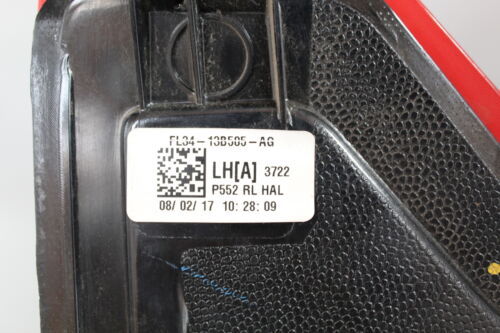 FL34-13B505-AG
LH[A] 3722
P552 RL HAL
08/02/17 10:28:09